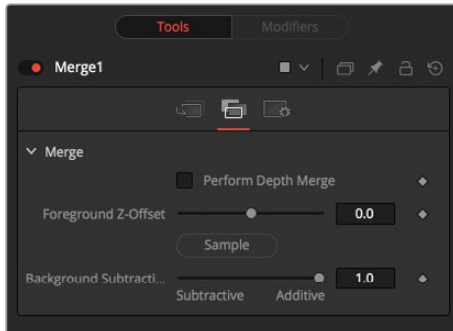 Tools Modifiers
Merge1
Merge
Perform Depth Merge
Foreground Z-Offset 0.0
Sample
Background Subtracti... 1.0
Subtractive Additive